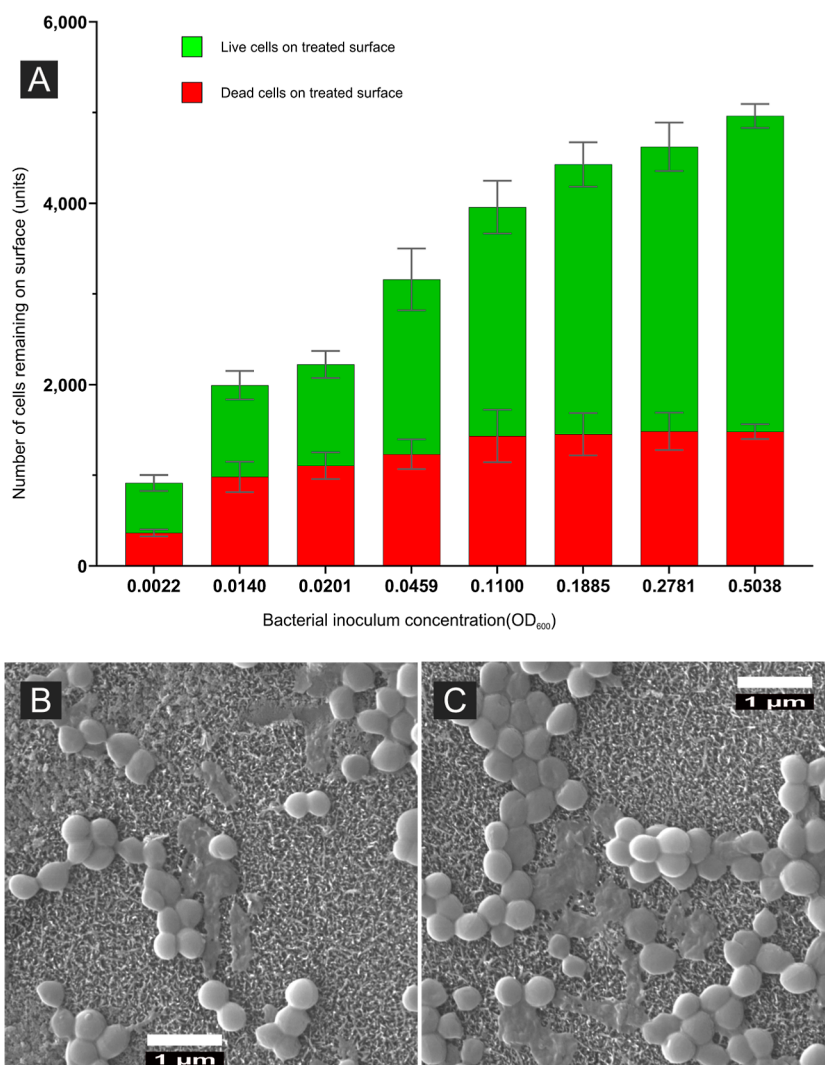 6,000
A
Live cells on treated surface
Dead cells on treated surface
Number of cells remaining on surface (units)
4,000
2,000
0
0.0022 0.0140 0.0201 0.0459 0.1100 0.1885 0.2781 0.5038
Bacterial inoculum concentration(OD₆₀₀)
B
1 µm
C
1 µm